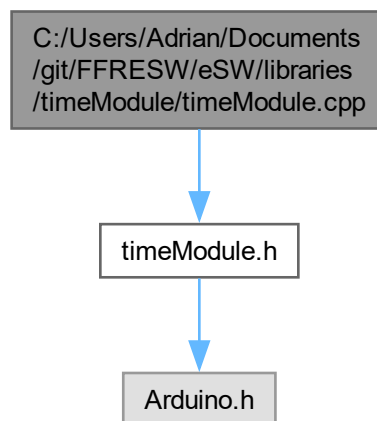 C:/Users/Adrian/Documents
/git/FFRESW/eSW/libraries
/timeModule/timeModule.cpp
timeModule.h
Arduino.h